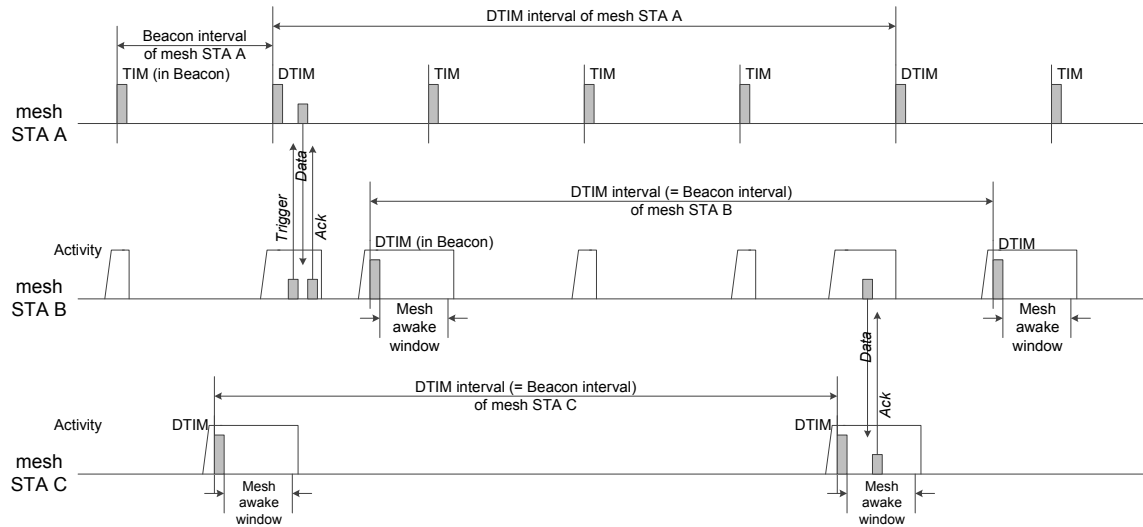 DTIM interval of mesh STA A
Beacon interval
of mesh STA A
TIM (in Beacon)
DTIM
TIM
TIM
TIM
DTIM
TIM
mesh
STA A
Trigger
Data
Ack
DTIM interval (= Beacon interval)
of mesh STA B
Activity
DTIM (in Beacon)
DTIM
mesh
STA B
Mesh
awake
window
Mesh
awake
window
Data
Ack
DTIM interval (= Beacon interval)
of mesh STA C
Activity
DTIM
DTIM
mesh
STA C
Mesh
awake
window
Mesh
awake
window